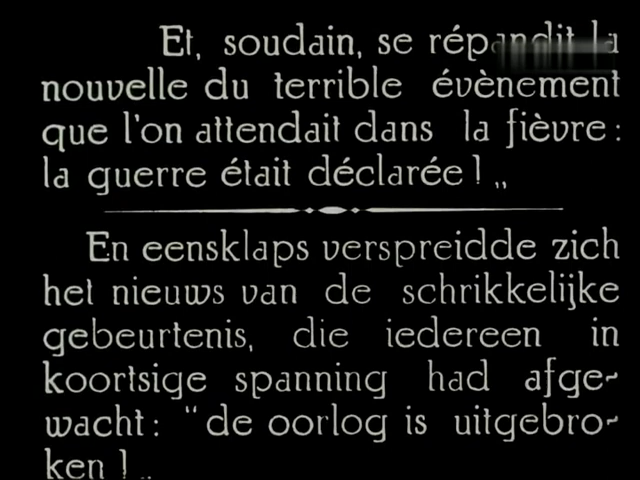 Et, soudain, se répandit la
nouvelle du terrible évènement
que l'on attendait dans la fièvre :
la guerre était déclarée ! „
En eensklaps verspreidde zich
het nieuws van de schrikkelijke
gebeurtenis, die iedereen in
koortsige spanning had afge-
wacht : “de oorlog is uitgebro-
ken ! „